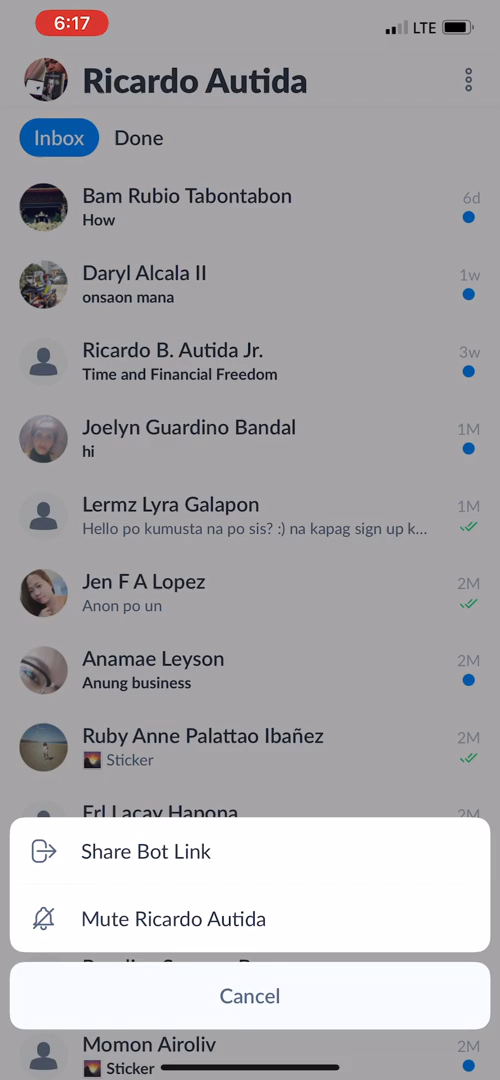 6:17
LTE
Ricardo Autida
Inbox
Done
Bam Rubio Tabontabon
6d
How
Daryl Alcala II
1w
onsaon mana
Ricardo B. Autida Jr.
3w
Time and Financial Freedom
Joelyn Guardino Bandal
1M
hi
Lermz Lyra Galapon
1M
Hello po kumusta na po sis? :) na kapag sign up k...
Jen F A Lopez
2M
Anon po un
Anamae Leyson
2M
Anung business
Ruby Anne Palattao Ibañez
2M
Sticker
2M
Share Bot Link
Mute Ricardo Autida
Cancel
Momon Airoliv
2M
Sticker